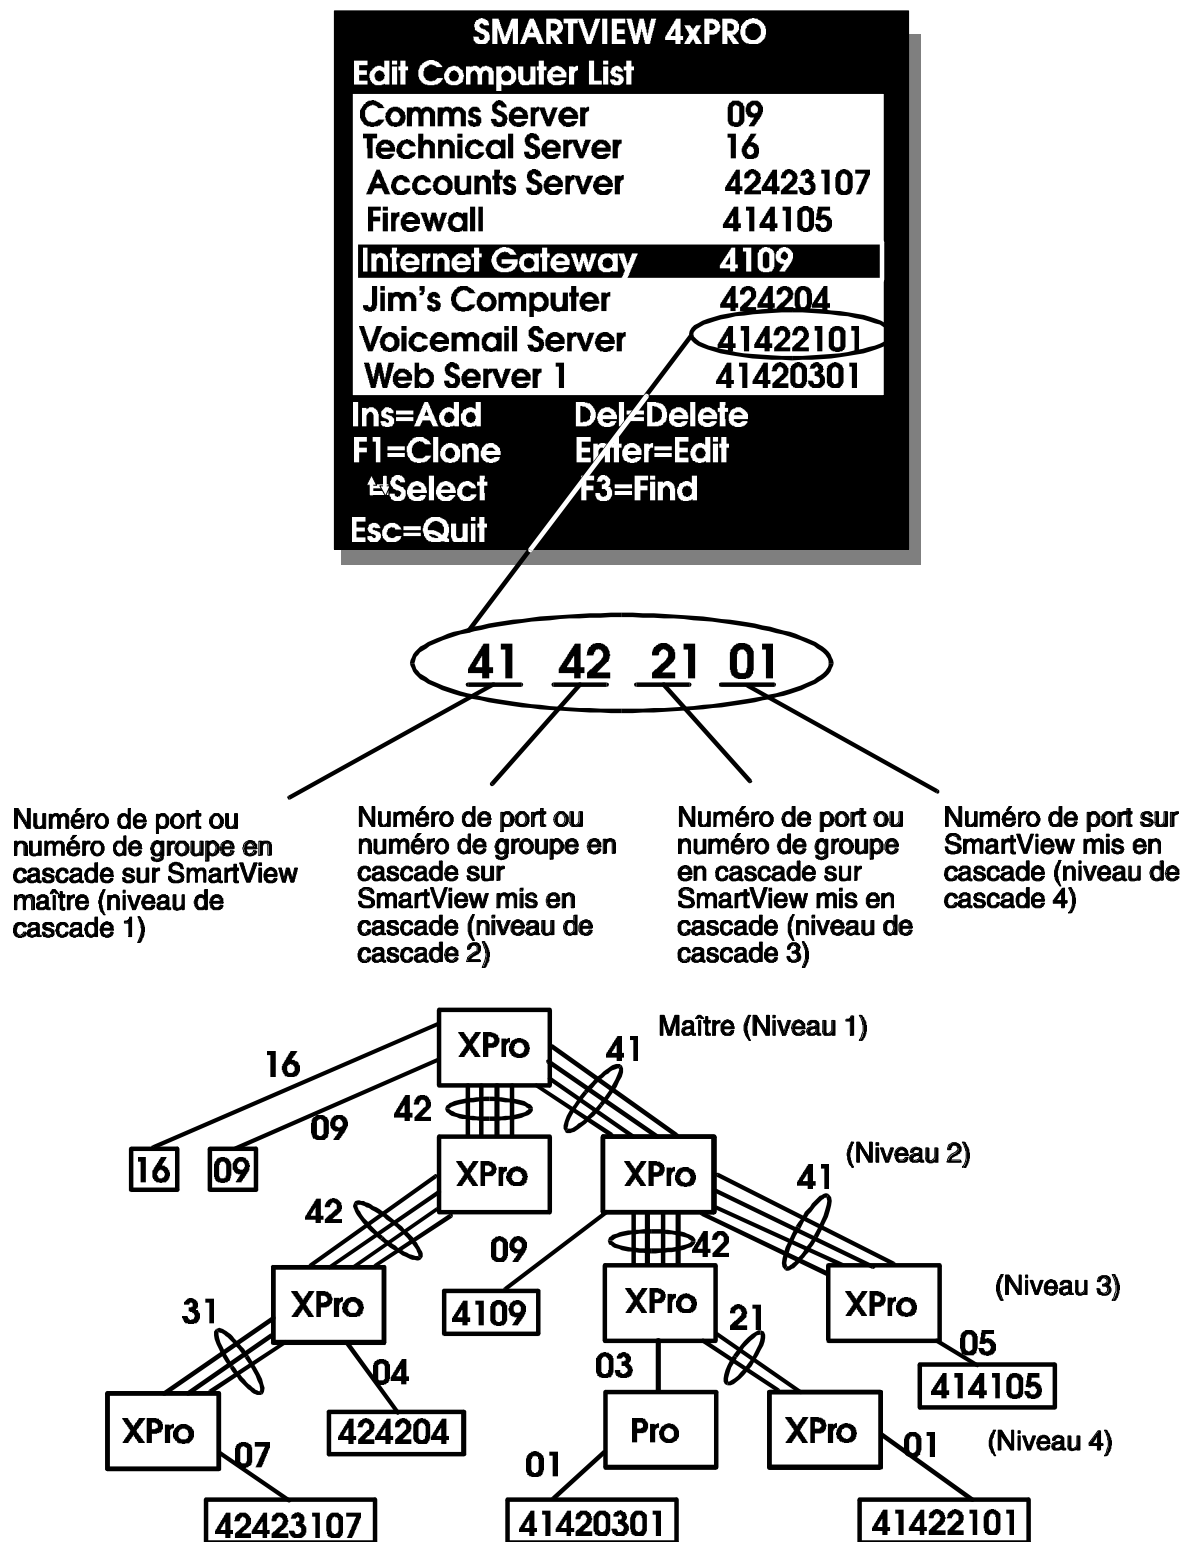 SMARTVIEW 4xPRO
Edit Computer List
Comms Server 09
Technical Server 16
Accounts Server 42423107
Firewall 414105
Internet Gateway 4109
Jim's Computer 424204
Voicemail Server 41422101
Web Server 1 41420301
Ins=Add Del=Delete
F1=Clone Enter=Edit
Select F3=Find
Esc=Quit
41 42 21 01
Numéro de port ou
numéro de groupe en
cascade sur SmartView
maître (niveau de
cascade 1)
Numéro de port ou
numéro de groupe en
cascade sur
SmartView mis en
cascade (niveau de
cascade 2)
Numéro de port ou
numéro de groupe
en cascade sur
SmartView mis en
cascade (niveau de
cascade 3)
Numéro de port sur
SmartView mis en
cascade (niveau de
cascade 4)
XPro
Maître (Niveau 1)
16
41
42
09
16
09
XPro
XPro
(Niveau 2)
41
42
09
42
XPro
4109
XPro
XPro
(Niveau 3)
31
21
04
03
05
414105
XPro
424204
Pro
XPro
(Niveau 4)
07
01
01
42423107
41420301
41422101